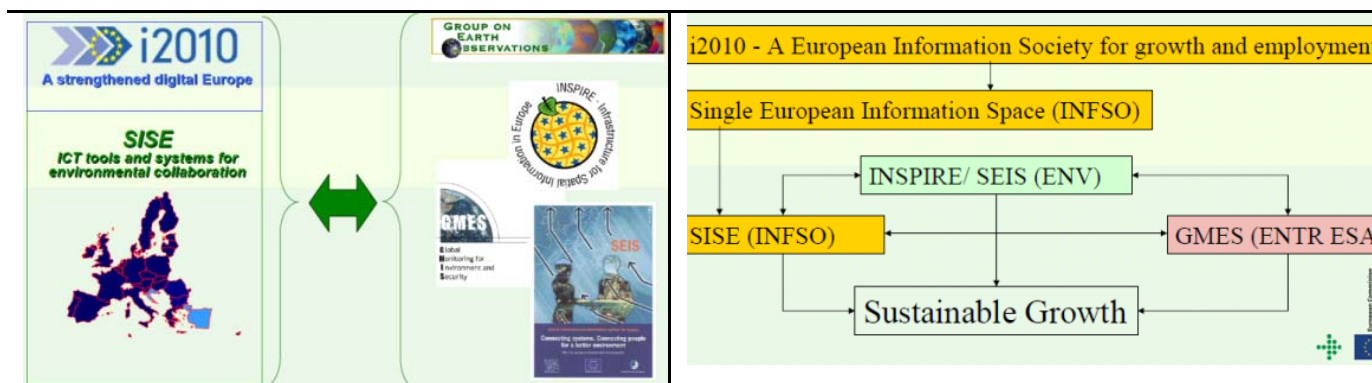 i2010
A strengthened digital Europe
SISE
ICT tools and systems for
environmental collaboration
GROUP ON
EARTH
OBSERVATIONS
INSPIRE - Infrastructure for Spatial Information in Europe
GMES
Global
Monitoring for
Environment and
Security
SEIS
Connecting systems, Connecting people
for a better environment
i2010 - A European Information Society for growth and employment
Single European Information Space (INFSO)
INSPIRE/ SEIS (ENV)
SISE (INFSO)
GMES (ENTR ESA
Sustainable Growth
European Commission